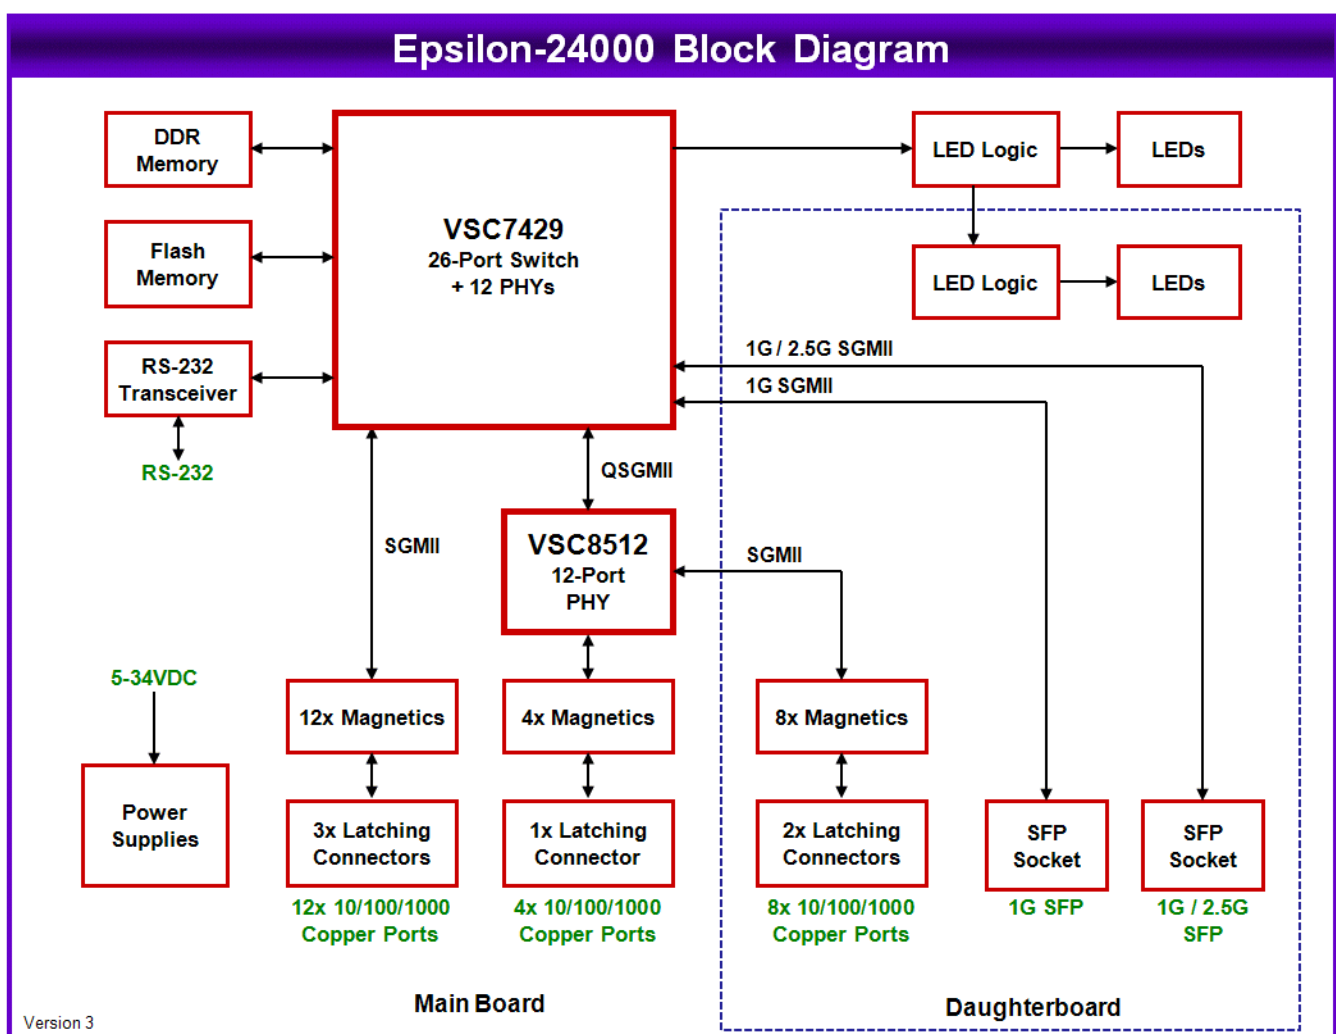 Epsilon-24000 Block Diagram
DDR
Memory
Flash
Memory
RS-232
Transceiver
RS-232
VSC7429
26-Port Switch
+ 12 PHYs
LED Logic
LEDs
LED Logic
LEDs
1G / 2.5G SGMII
1G SGMII
QSGMII
SGMII
VSC8512
12-Port
PHY
SGMII
5-34VDC
Power
Supplies
12x Magnetics
4x Magnetics
8x Magnetics
3x Latching
Connectors
1x Latching
Connector
2x Latching
Connectors
SFP
Socket
SFP
Socket
12x 10/100/1000
Copper Ports
4x 10/100/1000
Copper Ports
8x 10/100/1000
Copper Ports
1G SFP
1G / 2.5G
SFP
Main Board
Daughterboard
Version 3